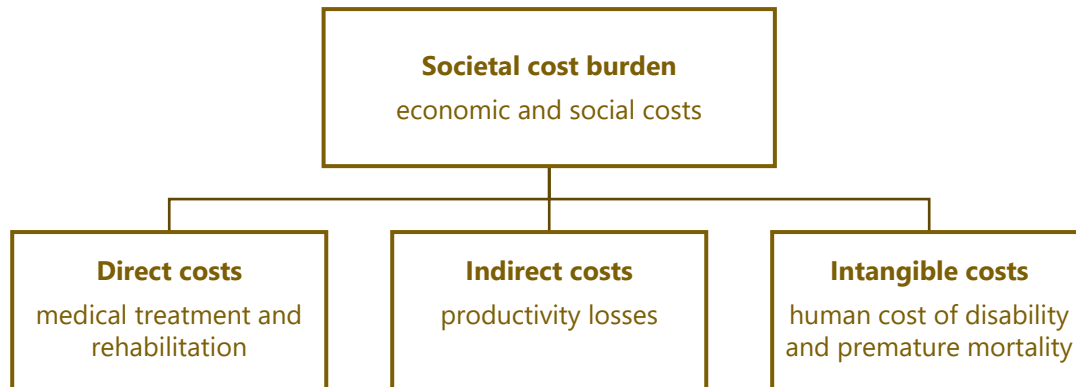 Societal cost burden
economic and social costs
Direct costs
medical treatment and
rehabilitation
Indirect costs
productivity losses
Intangible costs
human cost of disability
and premature mortality